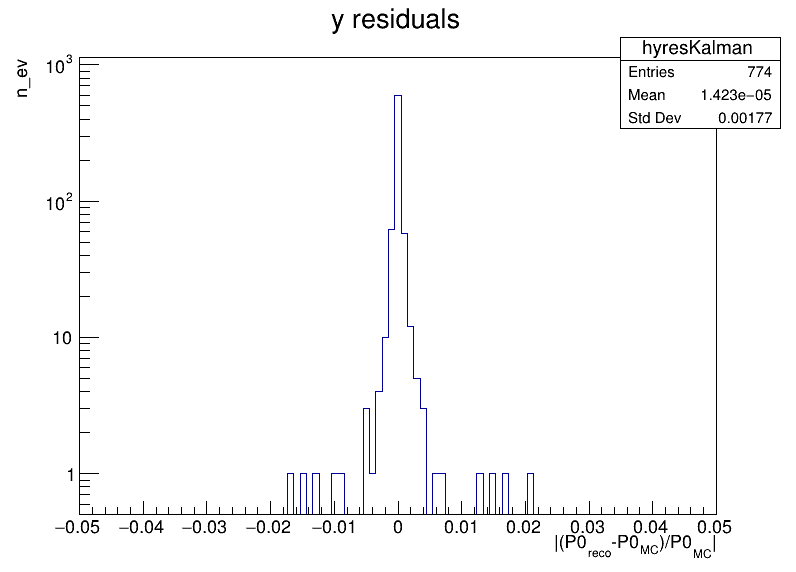 y residuals
hyresKalman
Entries 774
Mean 1.423e−05
Std Dev 0.00177
n_ev
10³
10²
10
1
−0.05 −0.04 −0.03 −0.02 −0.01 0 0.01 0.02 0.03 0.04 0.05
|(P0reco-P0MC)/P0MC|